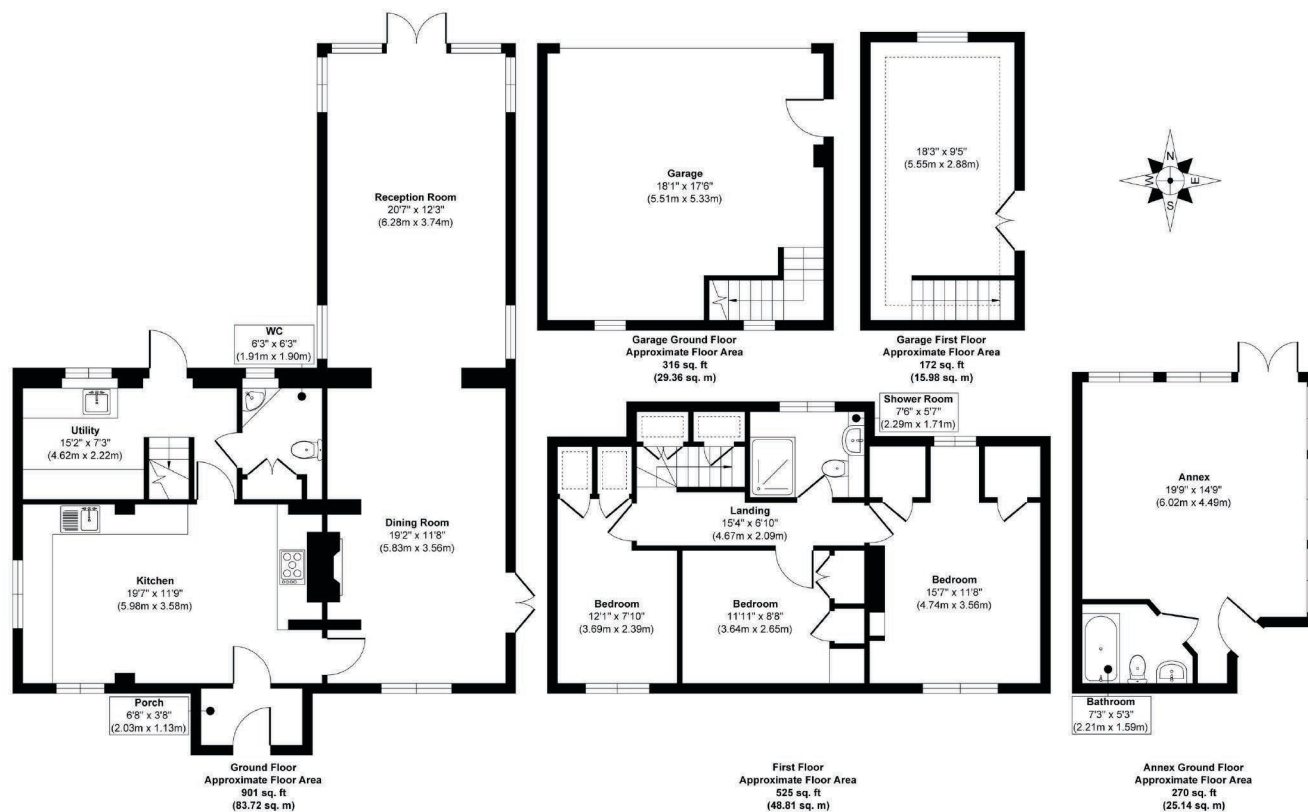 Reception Room
20'7" x 12'3"
(6.28m x 3.74m)
WC
6'3" x 6'3"
(1.91m x 1.90m)
Utility
15'2" x 7'3"
(4.62m x 2.22m)
Dining Room
19'2" x 11'8"
(5.83m x 3.56m)
Kitchen
19'7" x 11'9"
(5.98m x 3.58m)
Porch
6'8" x 3'8"
(2.03m x 1.13m)
Ground Floor
Approximate Floor Area
901 sq. ft
(83.72 sq. m)
Garage
18'1" x 17'6"
(5.51m x 5.33m)
Garage Ground Floor
Approximate Floor Area
316 sq. ft
(29.36 sq. m)
18'3" x 9'5"
(5.55m x 2.88m)
Garage First Floor
Approximate Floor Area
172 sq. ft
(15.98 sq. m)
N
W
E
S
Shower Room
7'6" x 5'7"
(2.29m x 1.71m)
Landing
15'4" x 6'10"
(4.67m x 2.09m)
Bedroom
12'1" x 7'10"
(3.69m x 2.39m)
Bedroom
11'11" x 8'8"
(3.64m x 2.65m)
Bedroom
15'7" x 11'8"
(4.74m x 3.56m)
First Floor
Approximate Floor Area
525 sq. ft
(48.81 sq. m)
Annex
19'9" x 14'9"
(6.02m x 4.49m)
Bathroom
7'3" x 5'3"
(2.21m x 1.59m)
Annex Ground Floor
Approximate Floor Area
270 sq. ft
(25.14 sq. m)